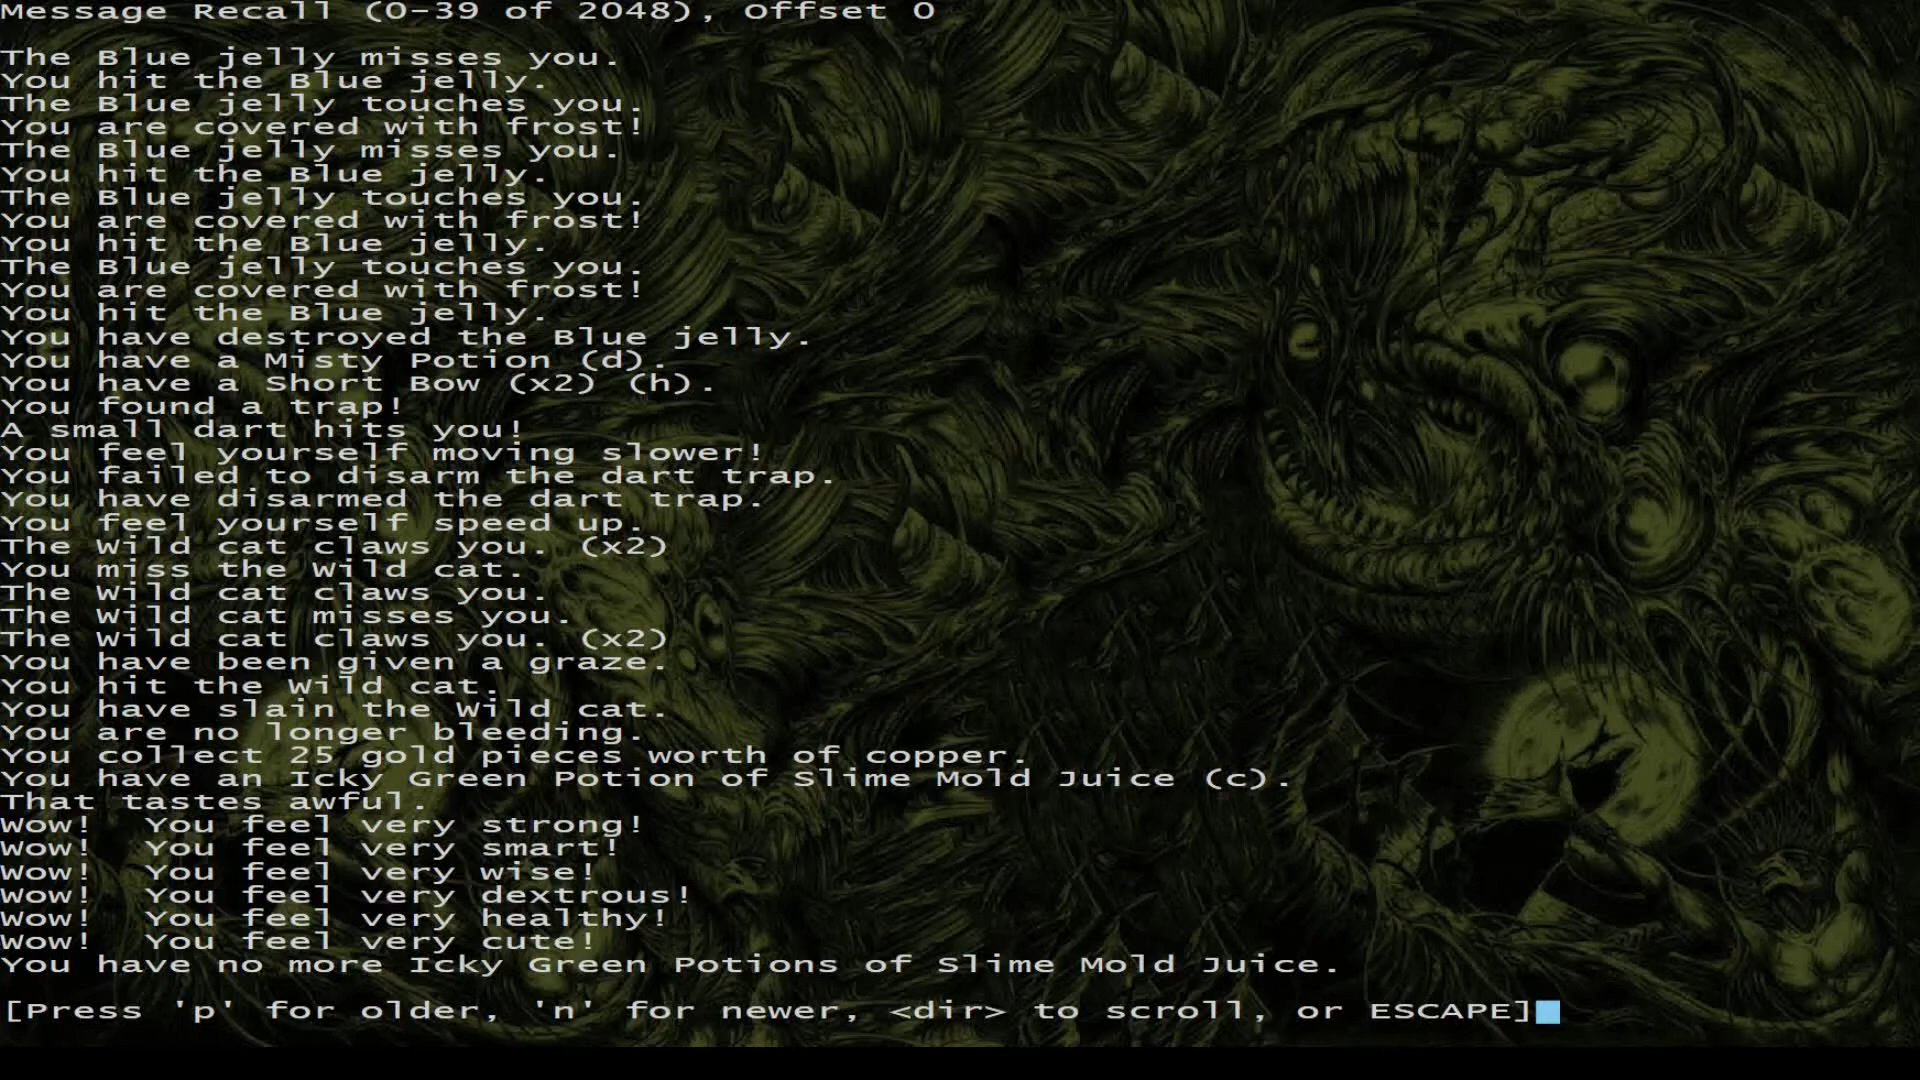 Message Recall (0-39 of 2048), Offset 0
The Blue jelly misses you.
You hit the Blue jelly.
The Blue jelly touches you.
You are covered with frost!
The Blue jelly misses you.
You hit the Blue jelly.
The Blue jelly touches you.
You are covered with frost!
You hit the Blue jelly.
The Blue jelly touches you.
You are covered with frost!
You hit the Blue jelly.
You have destroyed the Blue jelly.
You have a Misty Potion (d).
You have a Short Bow (x2) (h).
You found a trap!
A small dart hits you!
You feel yourself moving slower!
You failed to disarm the dart trap.
You have disarmed the dart trap.
You feel yourself speed up.
The Wild cat claws you. (x2)
You miss the Wild cat.
The Wild cat claws you.
The Wild cat misses you.
The Wild cat claws you. (x2)
You have been given a graze.
You hit the Wild cat.
You have slain the Wild cat.
You are no longer bleeding.
You collect 25 gold pieces worth of copper.
You have an Icky Green Potion of Slime Mold Juice (c).
That tastes awful.
Wow!  You feel very strong!
Wow!  You feel very smart!
Wow!  You feel very wise!
Wow!  You feel very dextrous!
Wow!  You feel very healthy!
Wow!  You feel very cute!
You have no more Icky Green Potions of Slime Mold Juice.
[Press 'p' for older, 'n' for newer, <dir> to scroll, or ESCAPE]